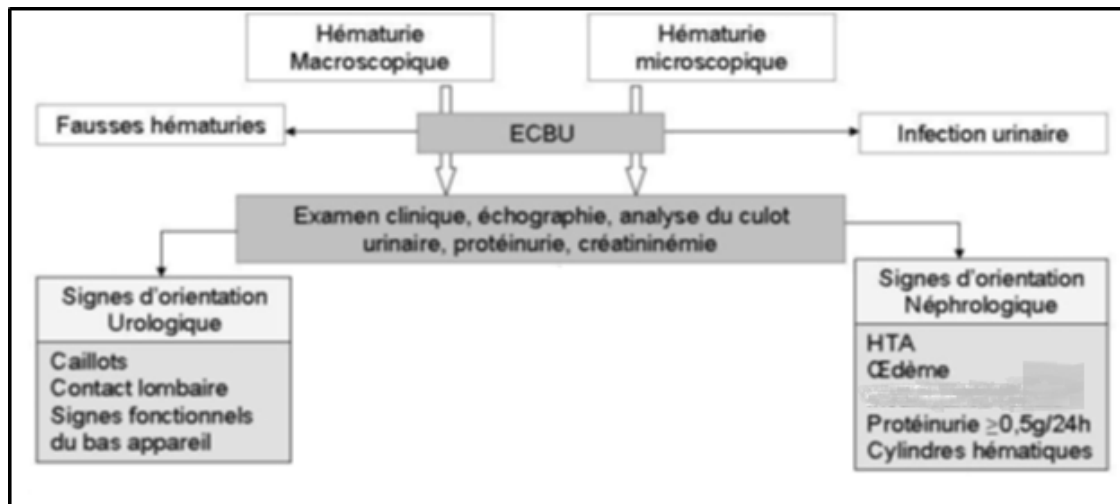 Hématurie
Macroscopique
Hématurie
microscopique
Fausses hématuries
ECBU
Infection urinaire
Examen clinique, échographie, analyse du culot
urinaire, protéinurie, créatininémie
Signes d'orientation
Urologique
Caillots
Contact lombaire
Signes fonctionnels
du bas appareil
Signes d'orientation
Néphrologique
HTA
Œdème
Protéinurie ≥0,5g/24h
Cylindres hématiques